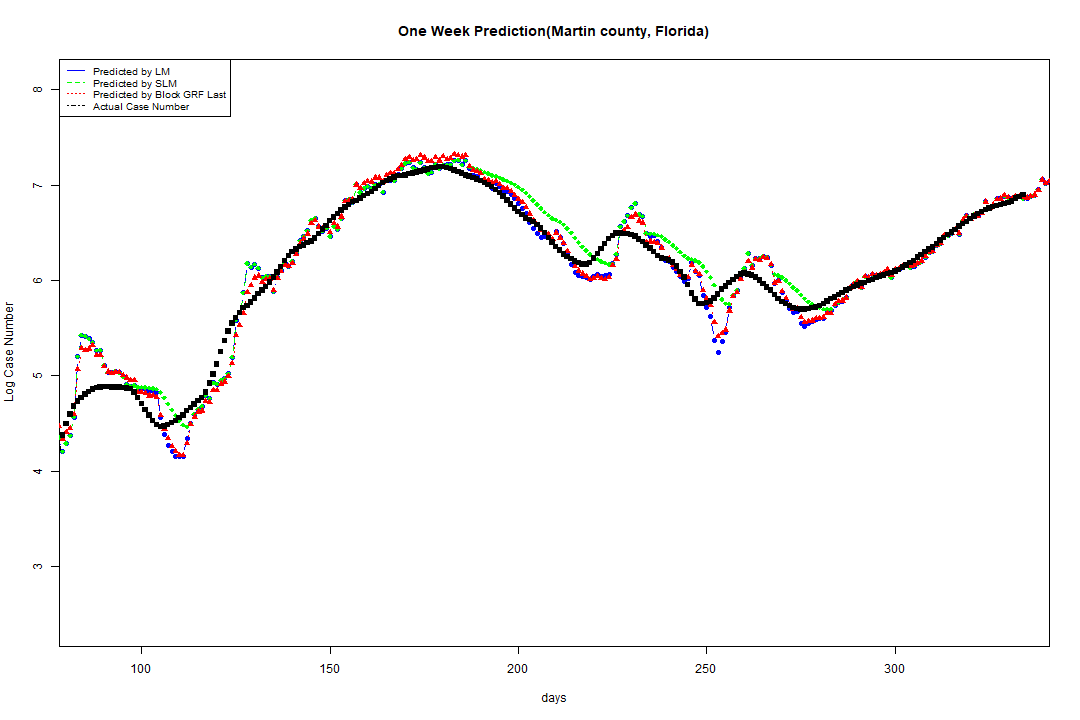 One Week Prediction(Martin county, Florida)
Predicted by LM
Predicted by SLM
Predicted by Block GRF Last
Actual Case Number
8
7
6
5
4
3
Log Case Number
100 150 200 250 300
days